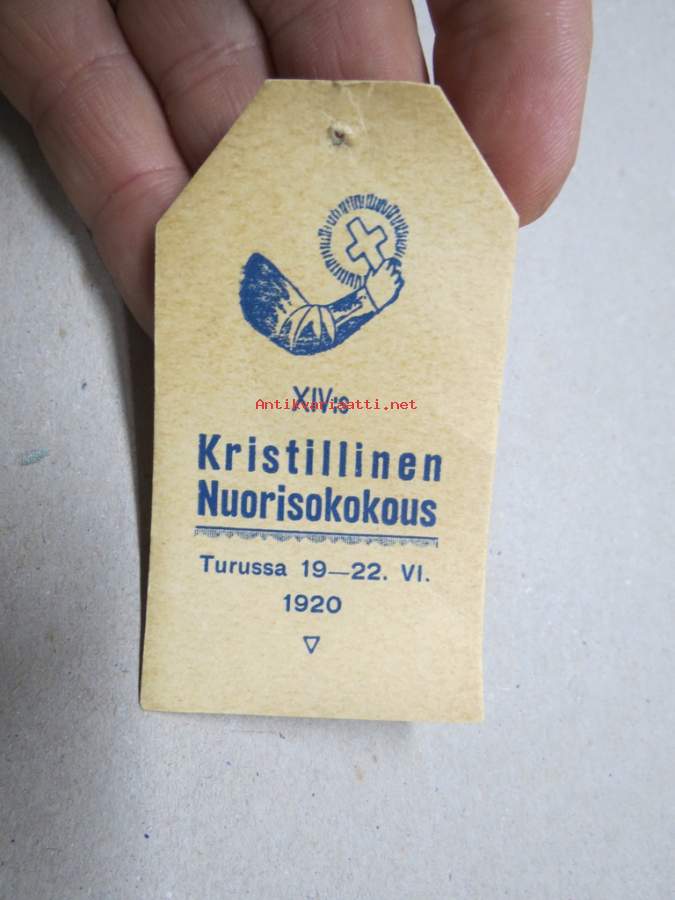 XIV:s
Antikvariaatti.net
Kristillinen
Nuorisokokous
Turussa 19—22. VI.
1920